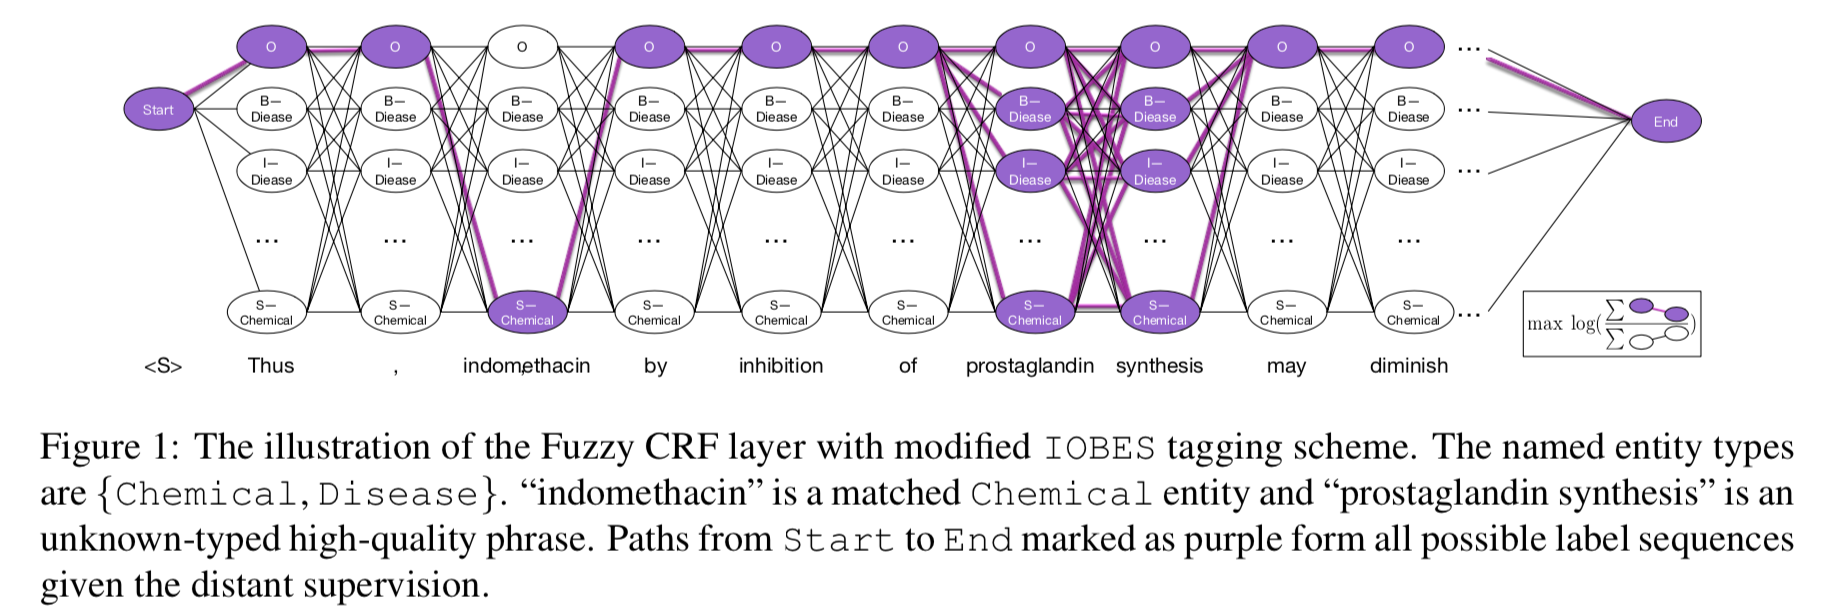 O O O O O O O O O O ...
Start
B– Diease B– Diease B– Diease B– Diease B– Diease B– Diease B– Diease B– Diease B– Diease B– Diease ...
End
I– Diease I– Diease I– Diease I– Diease I– Diease I– Diease I– Diease I– Diease I– Diease I– Diease ...
... ... ... ... ... ... ... ... ... ...
S– Chemical S– Chemical S– Chemical S– Chemical S– Chemical S– Chemical S– Chemical S– Chemical S– Chemical S– Chemical ...
max log(∑ / ∑)
<S> Thus , indomethacin by inhibition of prostaglandin synthesis may diminish
Figure 1: The illustration of the Fuzzy CRF layer with modified IOBES tagging scheme. The named entity types
are {Chemical, Disease}. “indomethacin” is a matched Chemical entity and “prostaglandin synthesis” is an
unknown-typed high-quality phrase. Paths from Start to End marked as purple form all possible label sequences
given the distant supervision.